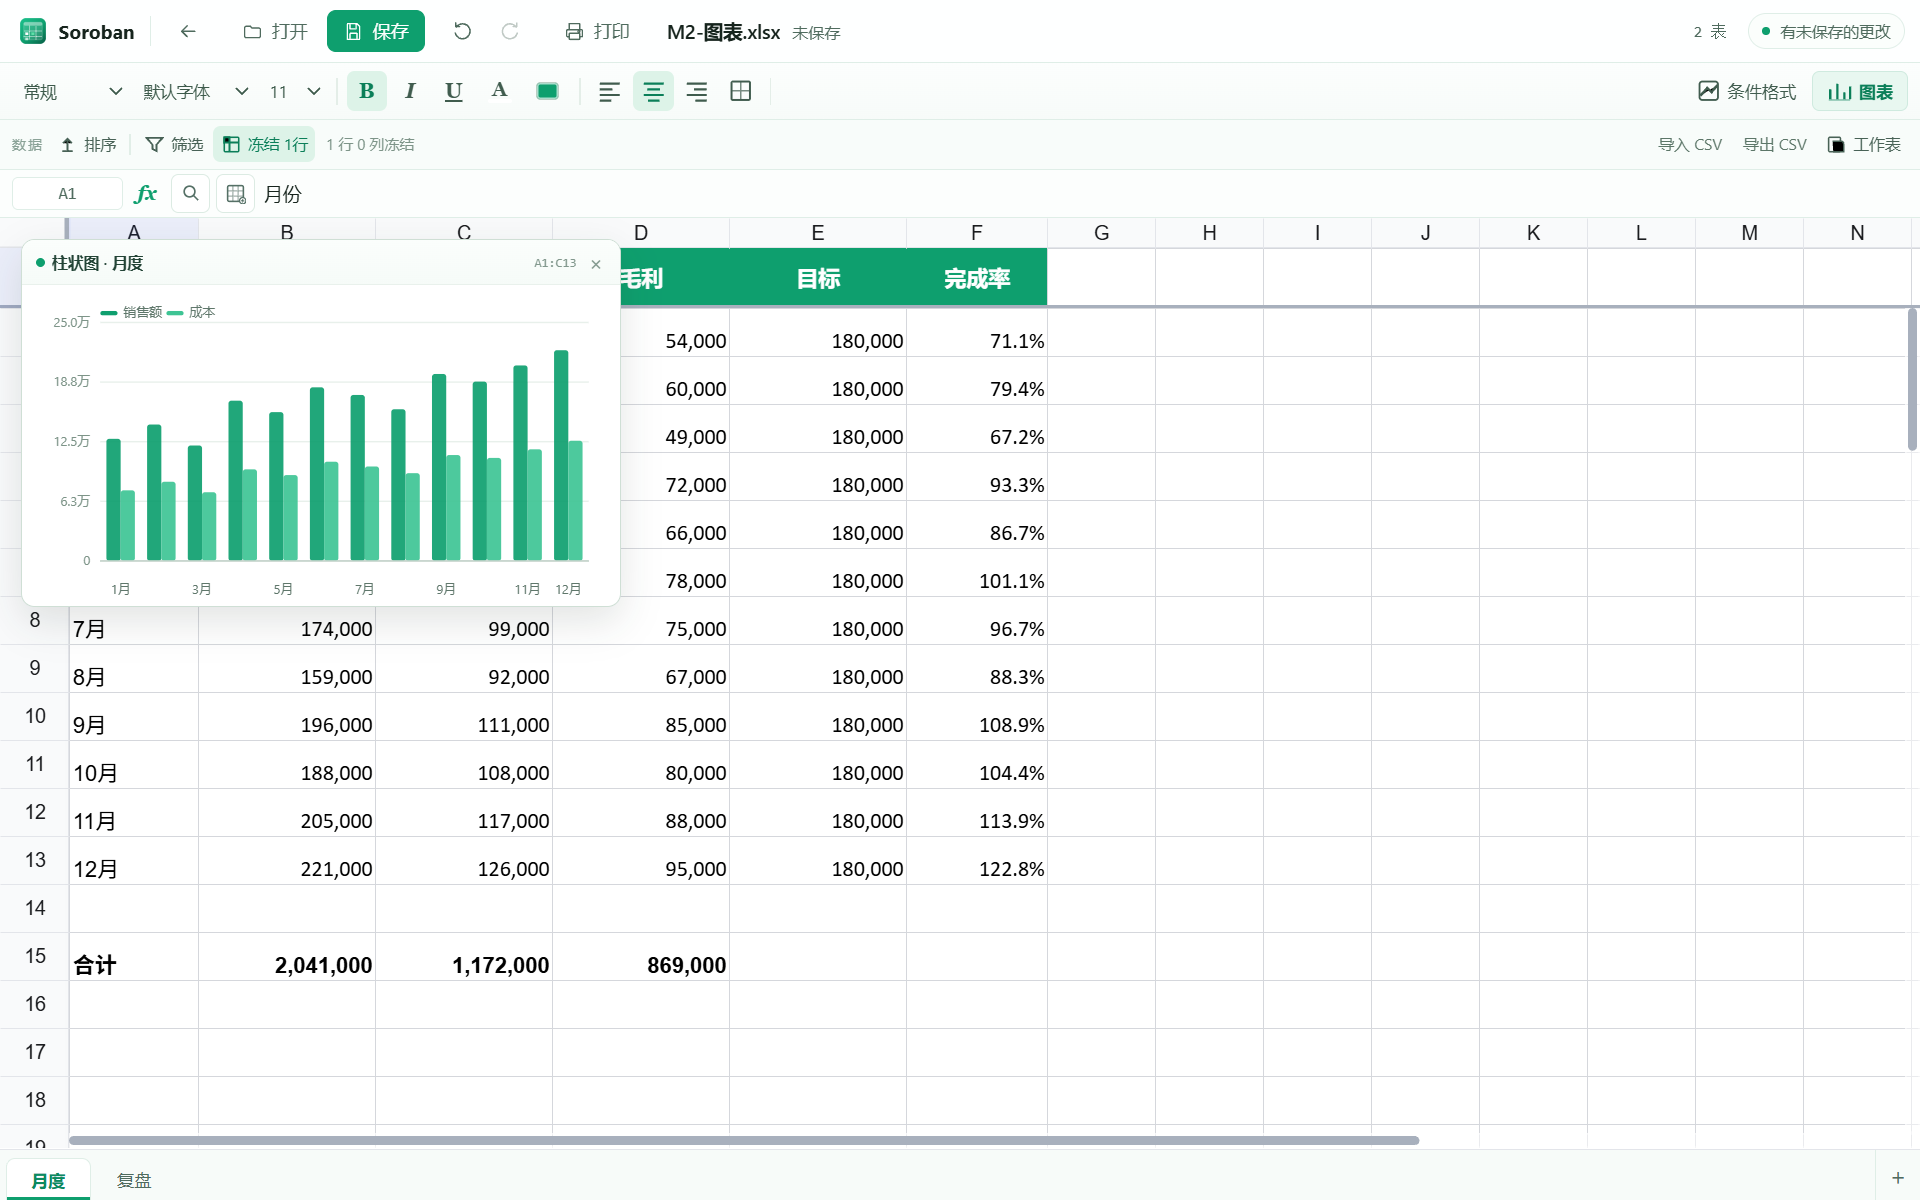 Soroban 打开 保存 打印 M2-图表.xlsx 未保存 2 表 有未保存的更改
常规 默认字体 11 B I U A 条件格式 图表
数据 排序 筛选 冻结 1行 1 行 0 列冻结 导入 CSV 导出 CSV 工作表
A1 fx 月份
A B C D E F G H I J K L M N
柱状图 · 月度 A1:C13 ×
毛利 目标 完成率
销售额 成本
25.0万
18.8万
12.5万
6.3万
0
1月 3月 5月 7月 9月 11月 12月
54,000 180,000 71.1%
60,000 180,000 79.4%
49,000 180,000 67.2%
72,000 180,000 93.3%
66,000 180,000 86.7%
78,000 180,000 101.1%
8 7月 174,000 99,000 75,000 180,000 96.7%
9 8月 159,000 92,000 67,000 180,000 88.3%
10 9月 196,000 111,000 85,000 180,000 108.9%
11 10月 188,000 108,000 80,000 180,000 104.4%
12 11月 205,000 117,000 88,000 180,000 113.9%
13 12月 221,000 126,000 95,000 180,000 122.8%
14
15 合计 2,041,000 1,172,000 869,000
16
17
18
19
月度 复盘 +